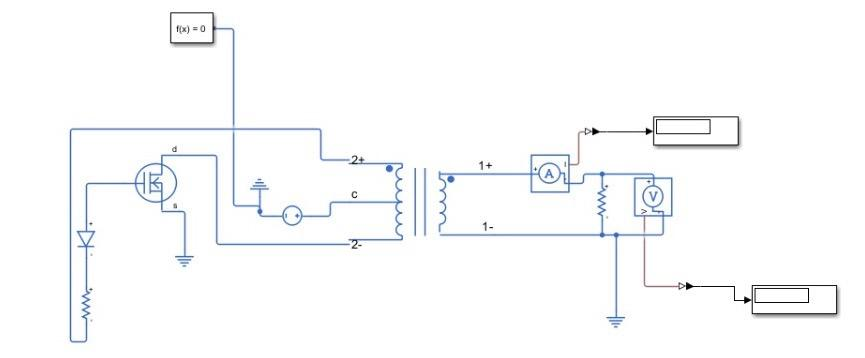 f(x) = 0
d
2+
1+
A
c
V
s
1-
2-